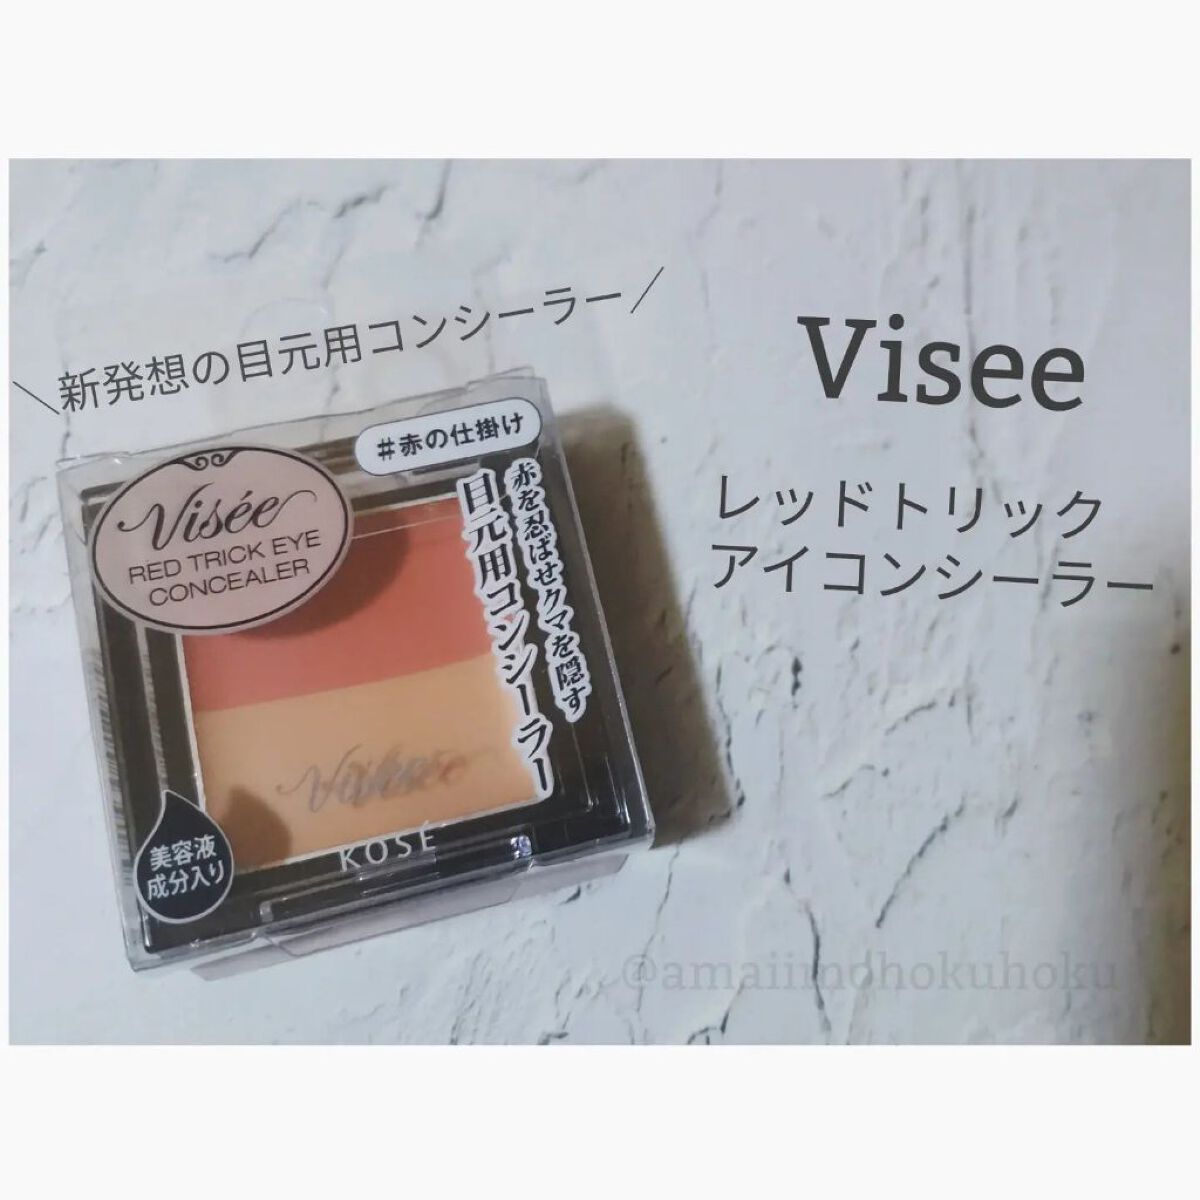 ＼新発想の目元用コンシーラー／
Visee
レッドトリック
アイコンシーラー
#赤の仕掛け
Visée
RED TRICK EYE
CONCEALER
赤を忍ばせクマを隠す
目元用コンシーラー
Visée
美容液
成分入り
KOSÉ
@amaiimohokuhoku